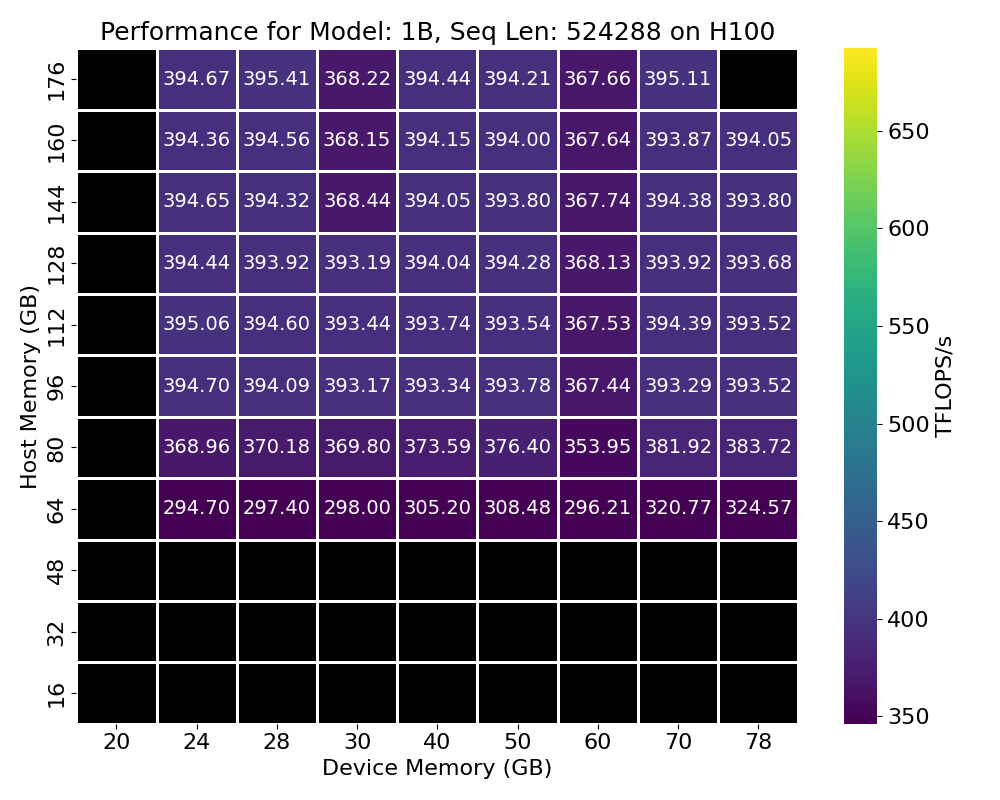 Performance for Model: 1B, Seq Len: 524288 on H100
176 394.67 395.41 368.22 394.44 394.21 367.66 395.11
160 394.36 394.56 368.15 394.15 394.00 367.64 393.87 394.05
144 394.65 394.32 368.44 394.05 393.80 367.74 394.38 393.80
128 394.44 393.92 393.19 394.04 394.28 368.13 393.92 393.68
112 395.06 394.60 393.44 393.74 393.54 367.53 394.39 393.52
96 394.70 394.09 393.17 393.34 393.78 367.44 393.29 393.52
80 368.96 370.18 369.80 373.59 376.40 353.95 381.92 383.72
64 294.70 297.40 298.00 305.20 308.48 296.21 320.77 324.57
48
32
16
20 24 28 30 40 50 60 70 78
Device Memory (GB)
Host Memory (GB)
650
600
550
500
450
400
350
TFLOPS/s